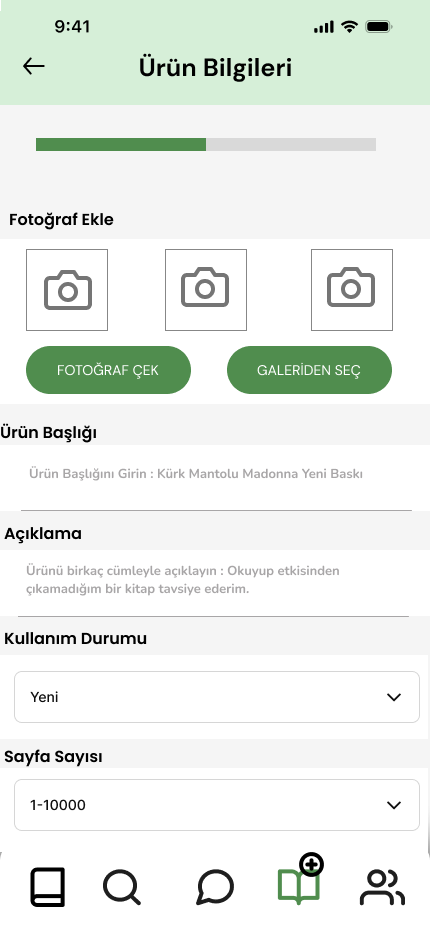 9:41
Ürün Bilgileri
Fotoğraf Ekle
FOTOĞRAF ÇEK
GALERİDEN SEÇ
Ürün Başlığı
Ürün Başlığını Girin : Kürk Mantolu Madonna Yeni Baskı
Açıklama
Ürünü birkaç cümleyle açıklayın : Okuyup etkisinden
çıkamadığım bir kitap tavsiye ederim.
Kullanım Durumu
Yeni
Sayfa Sayısı
1-10000